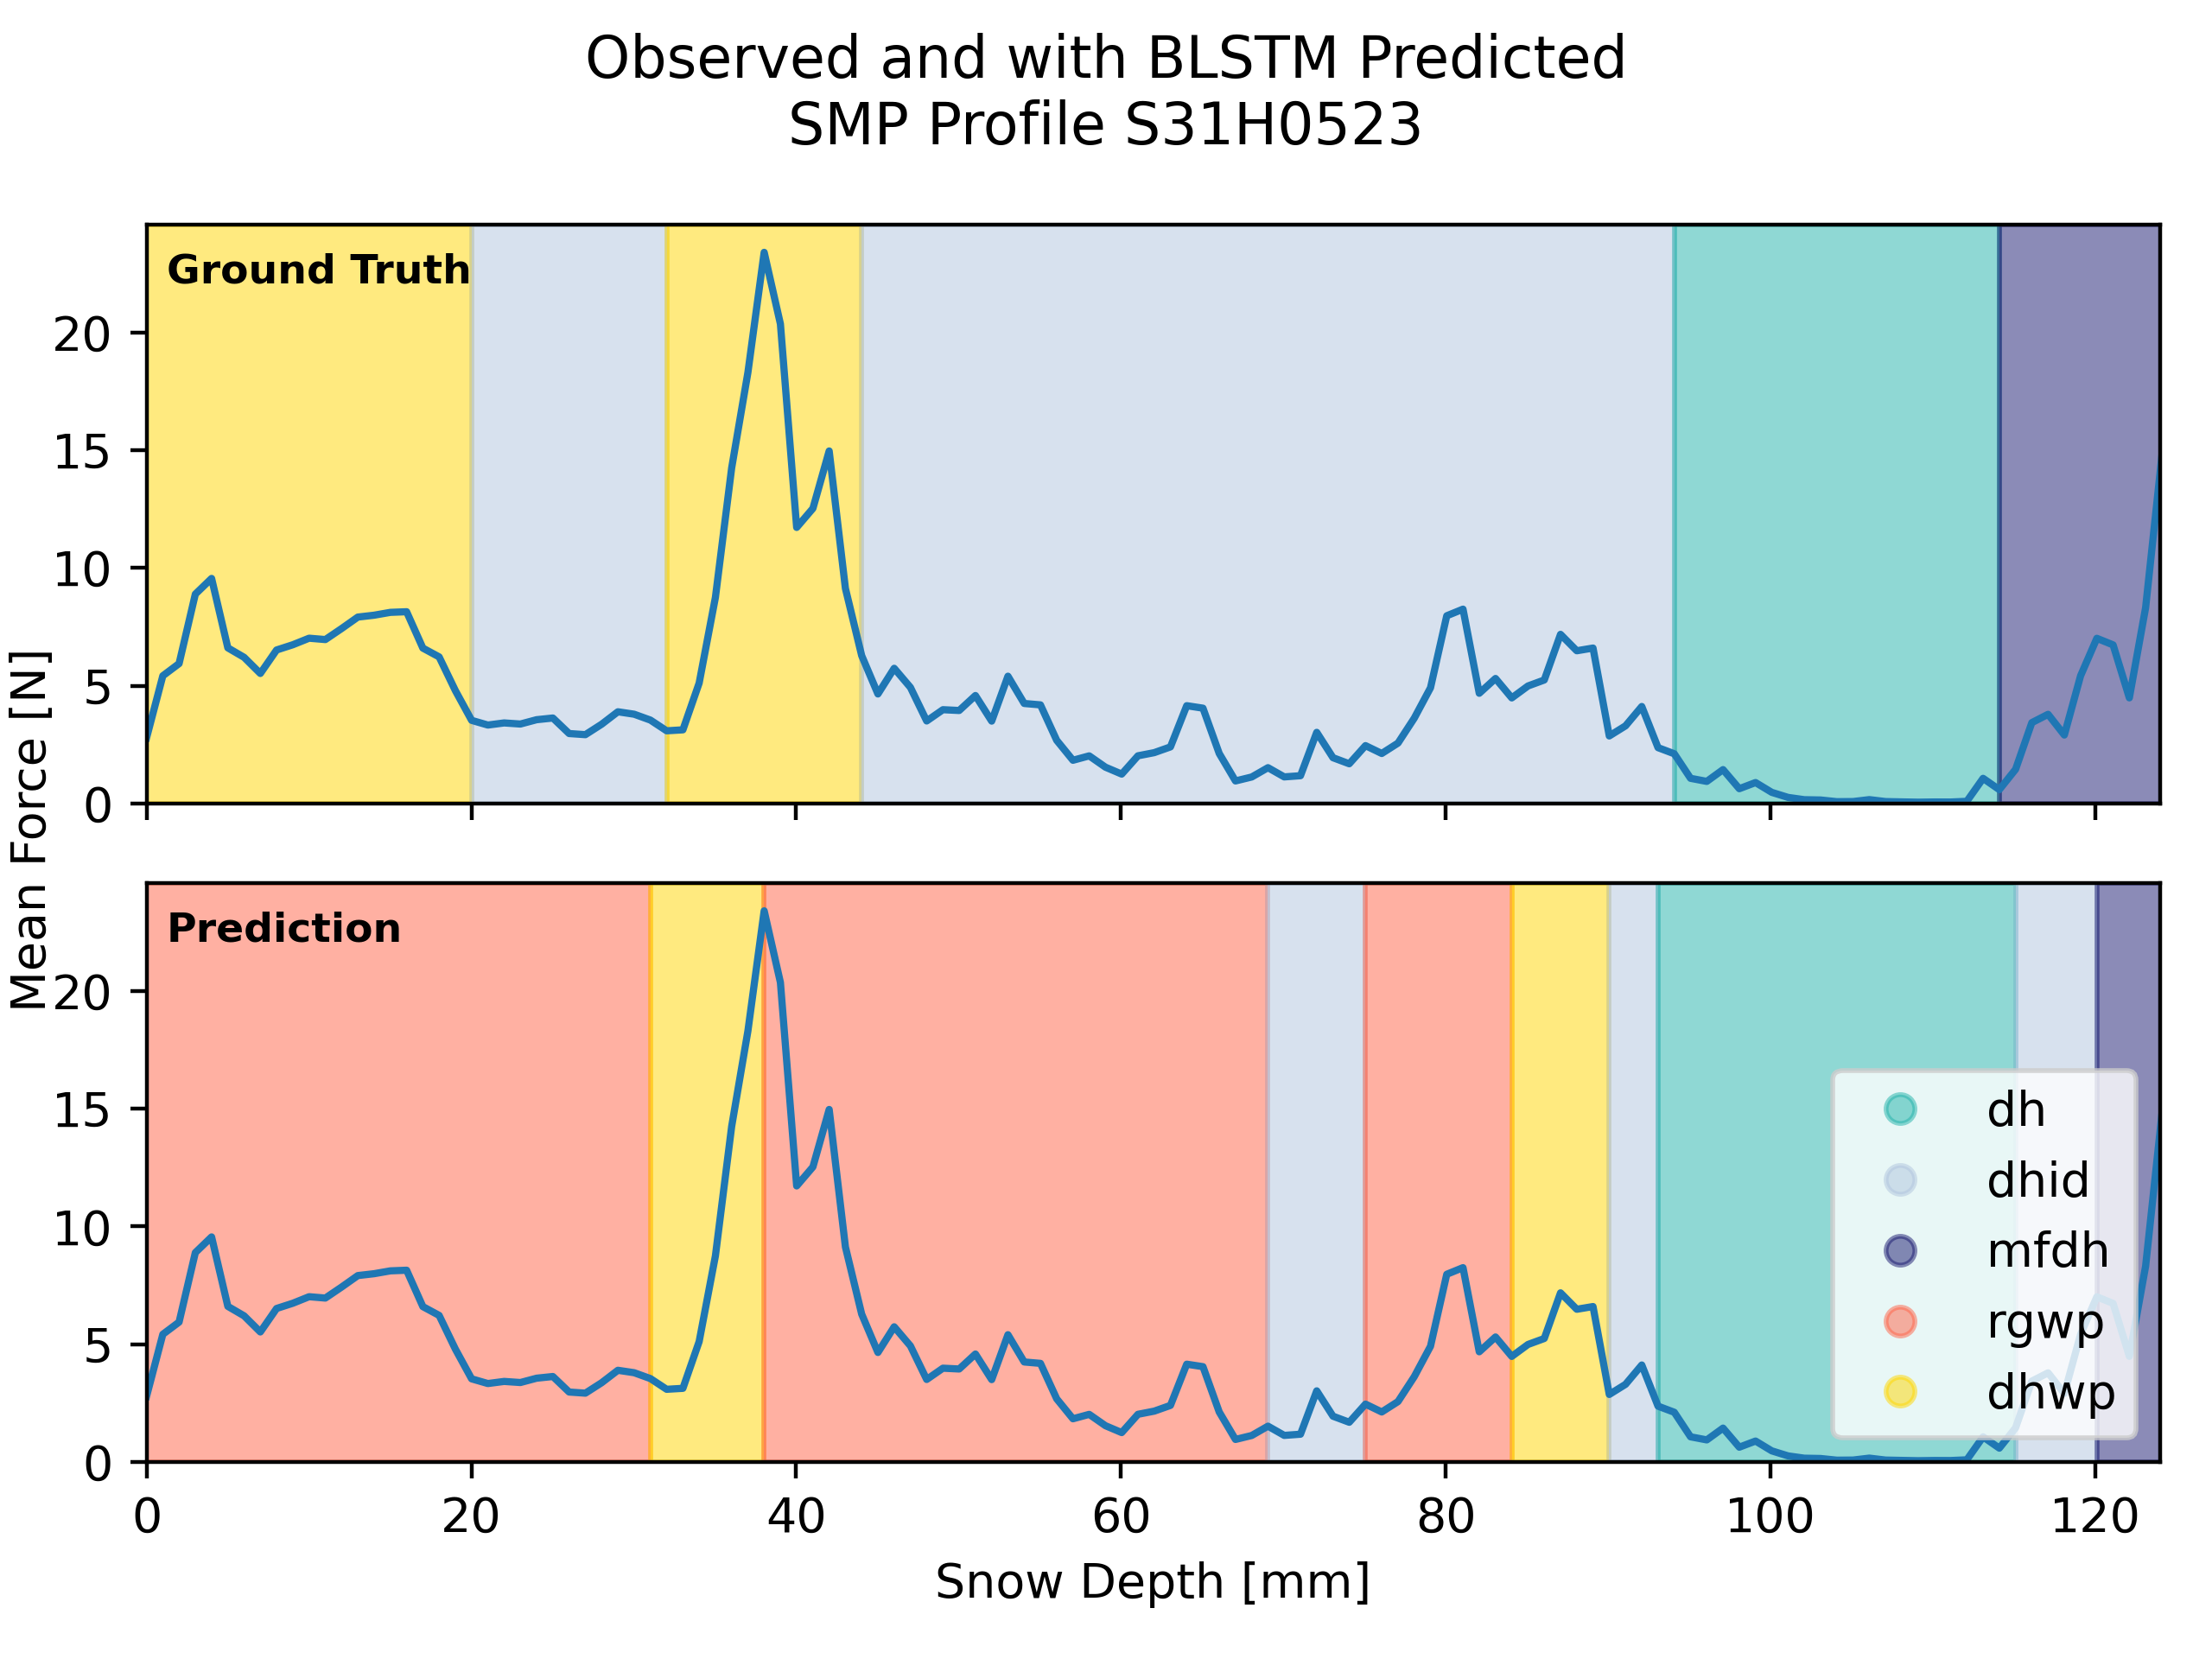 Observed and with BLSTM Predicted
SMP Profile S31H0523
Ground Truth
20
15
10
5
0
Mean Force [N]
Prediction
20
15
10
5
0
dh
dhid
mfdh
rgwp
dhwp
0 20 40 60 80 100 120
Snow Depth [mm]